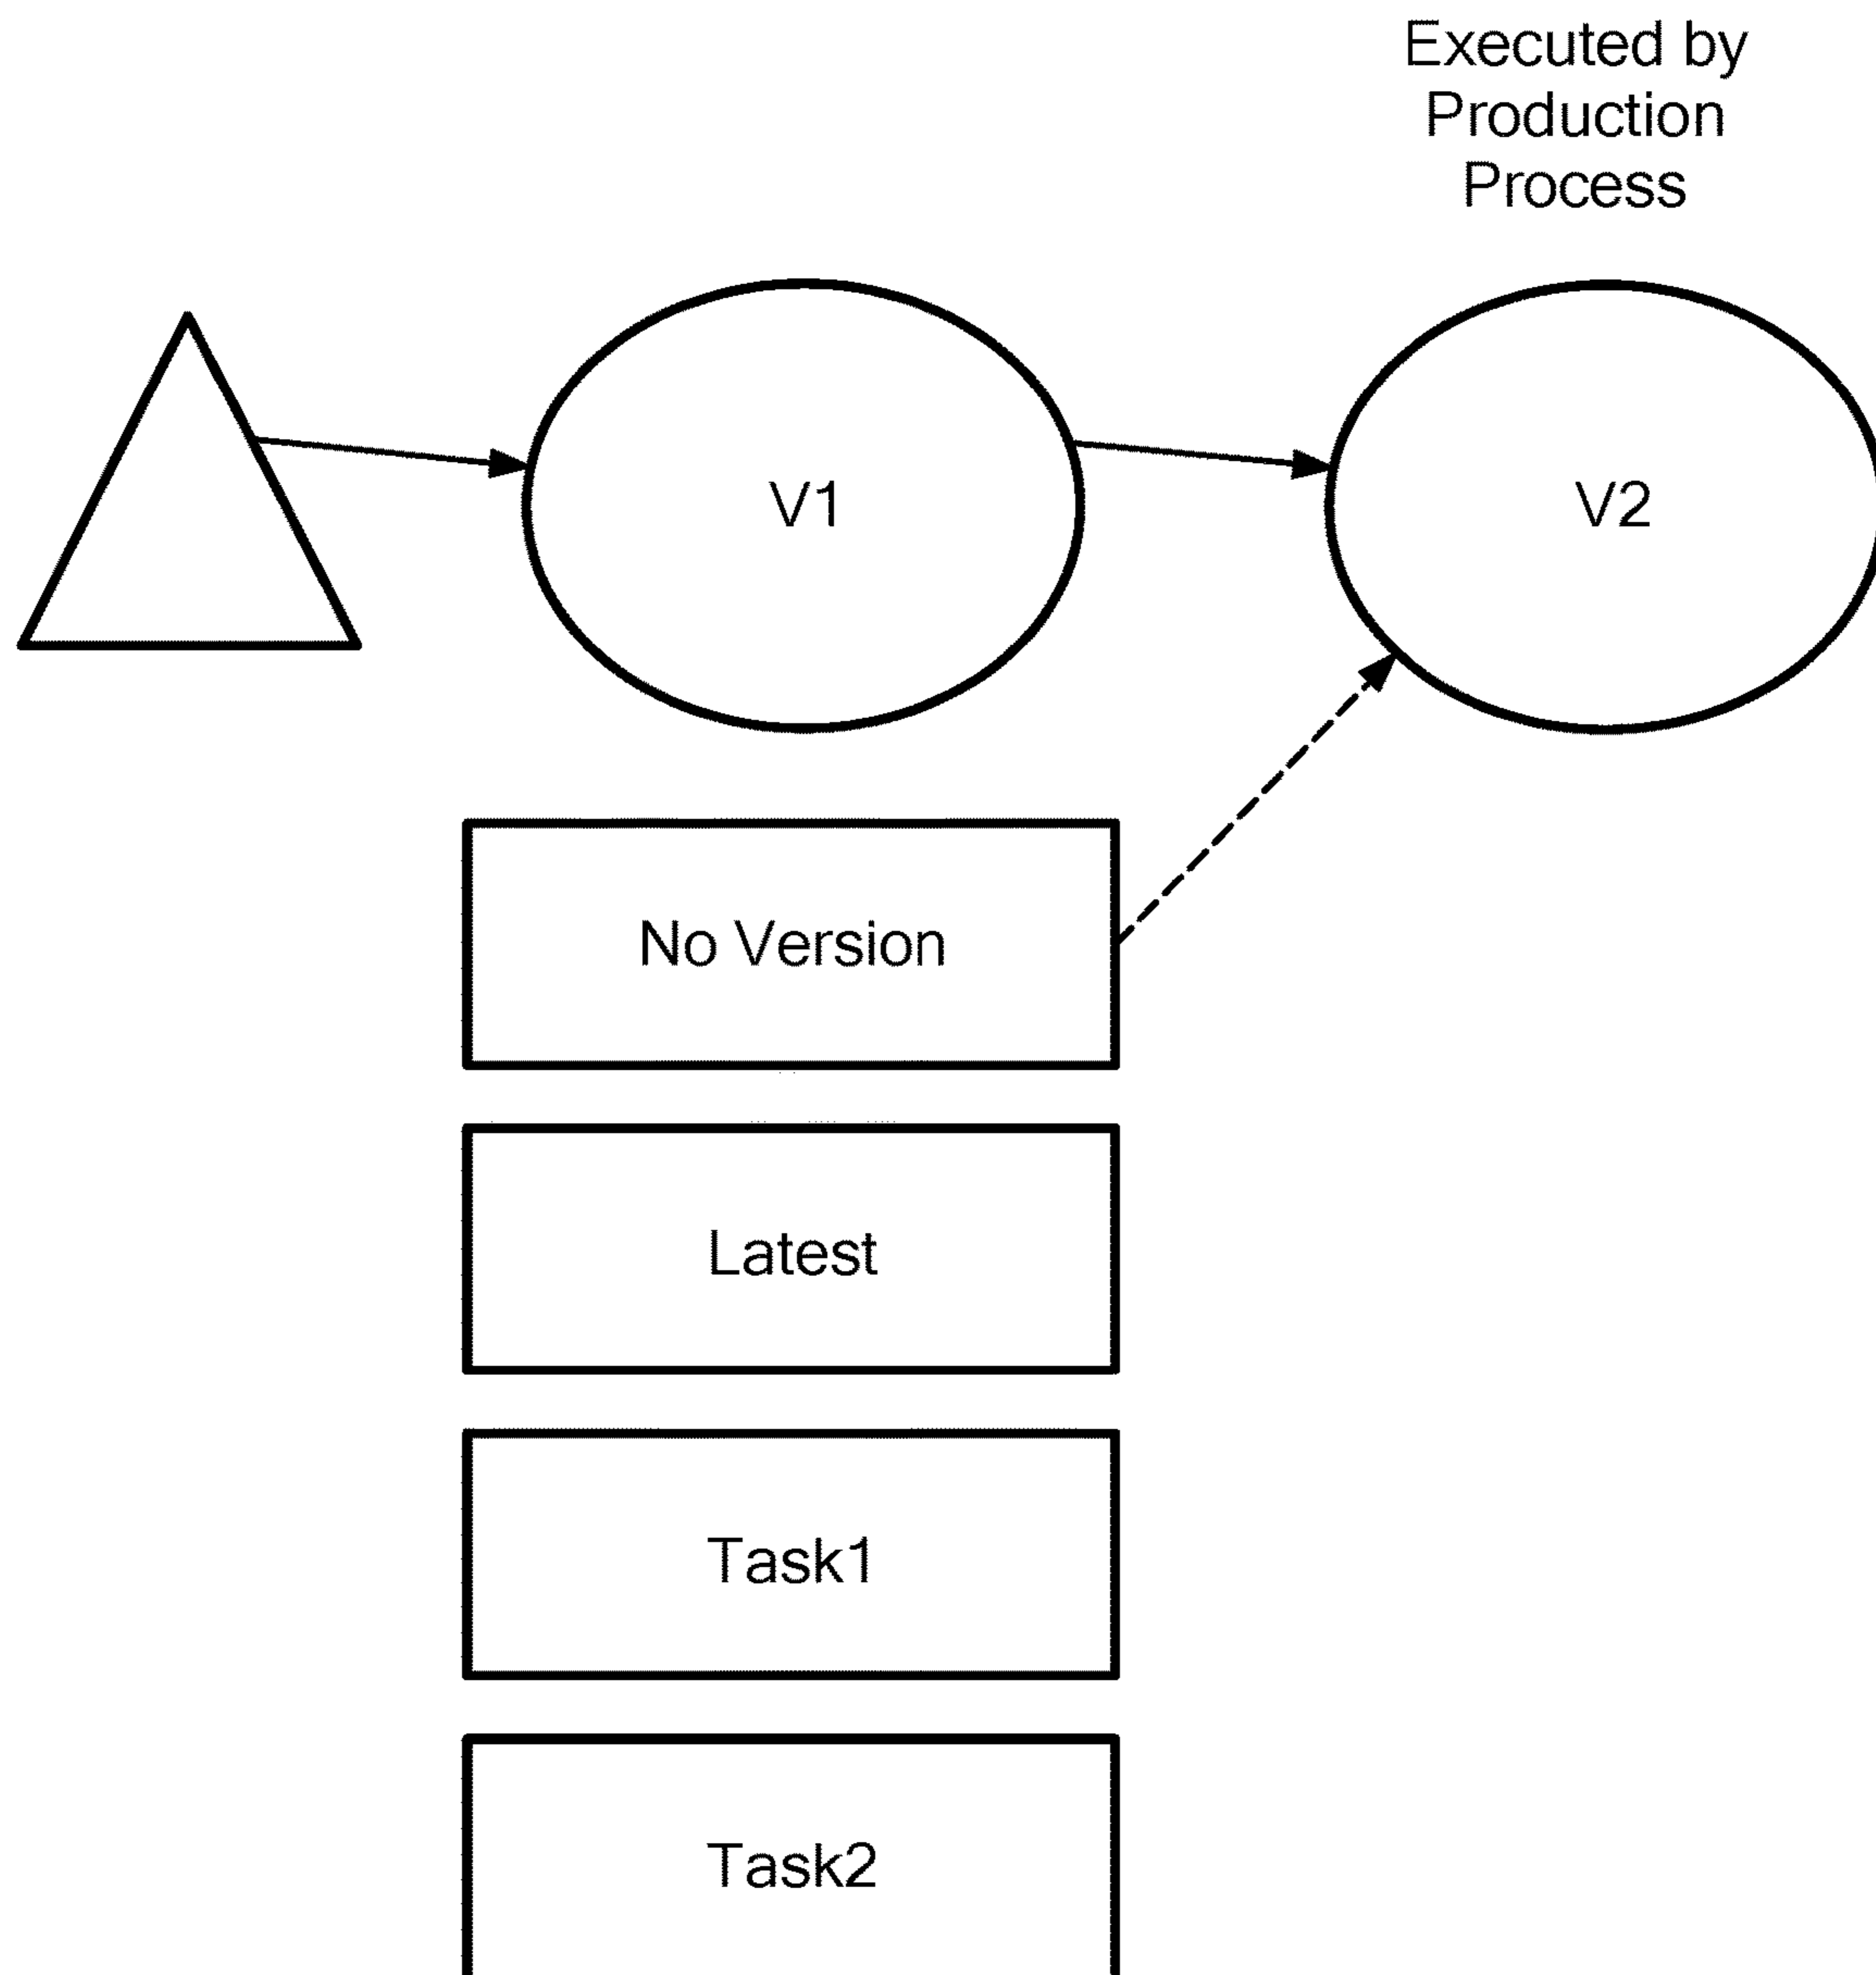 Executed by
Production
Process
V1
V2
No Version
Latest
Task1
Task2